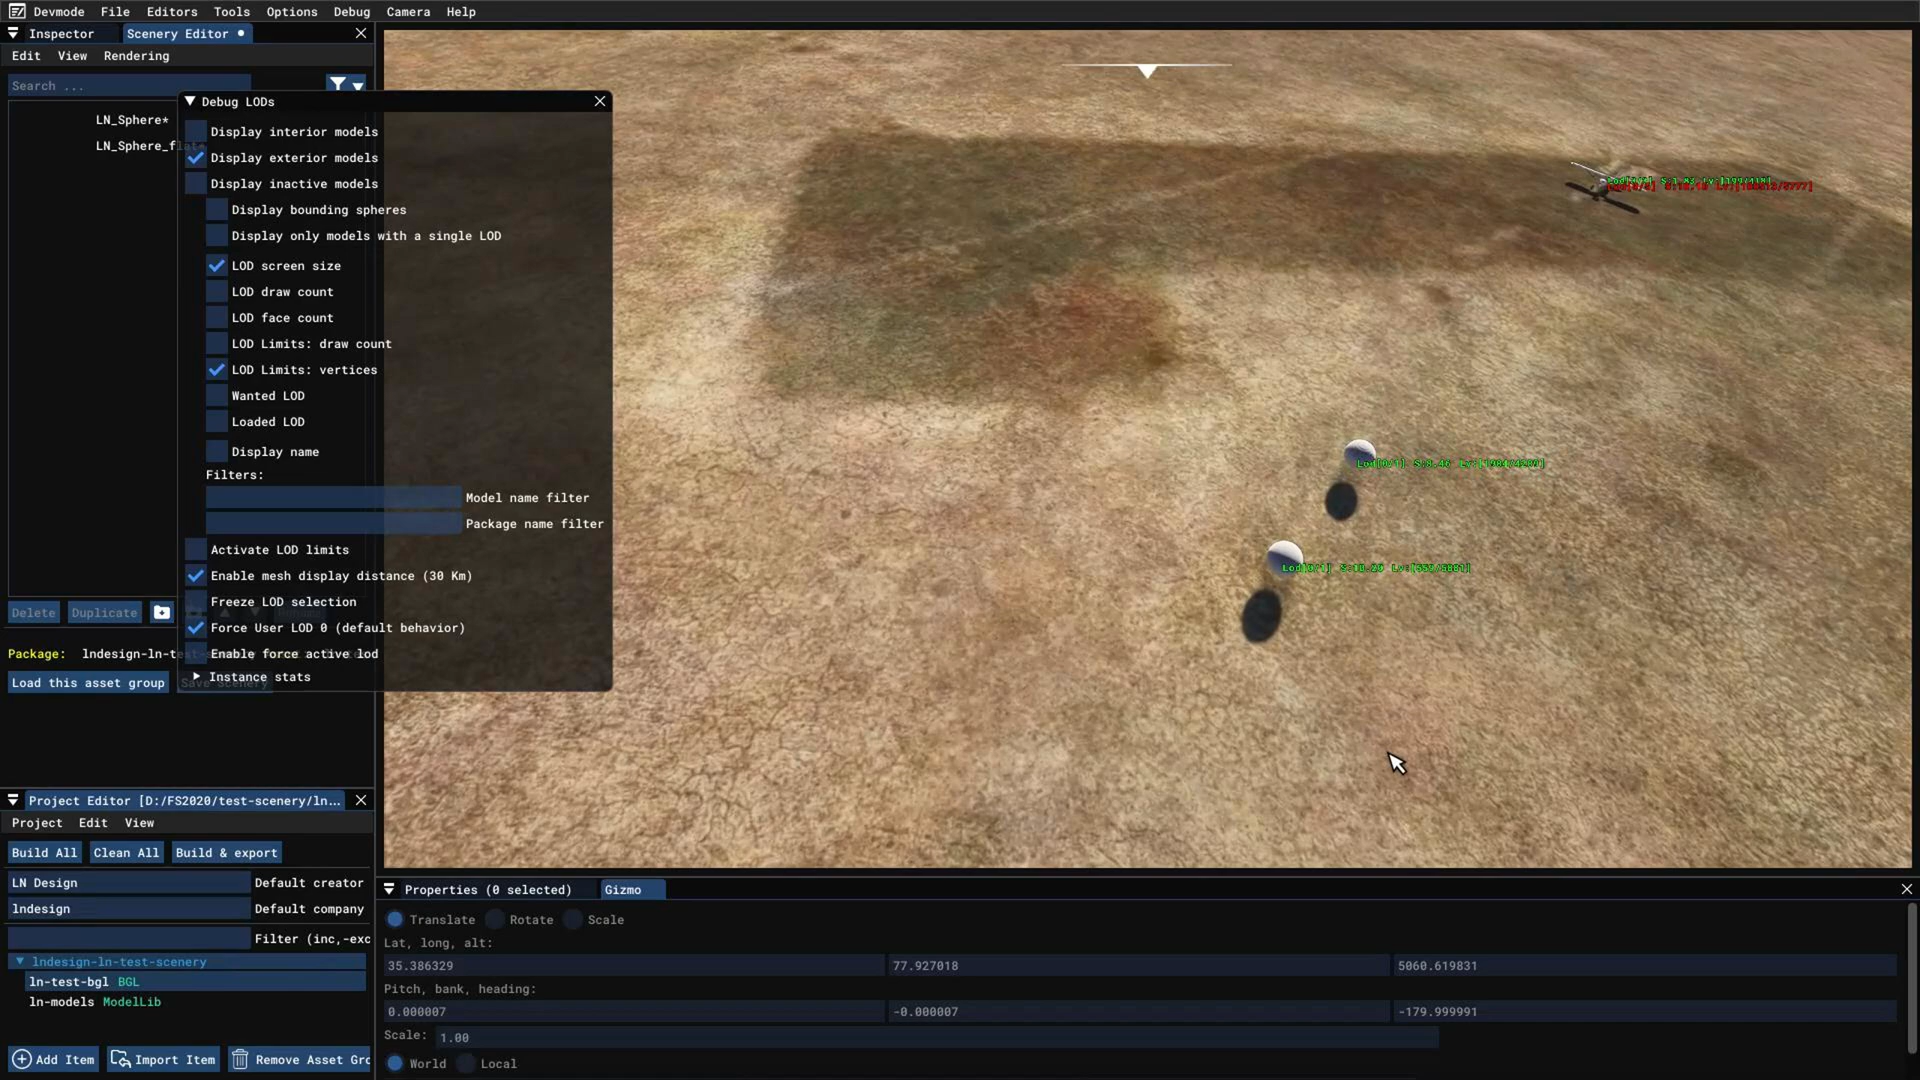 Devmode File Editors Tools Options Debug Camera Help
Inspector Scenery Editor
Edit View Rendering
Search ...
LN_Sphere*
LN_Sphere_f
Debug LODs
Display interior models
Display exterior models
Display inactive models
Display bounding spheres
Display only models with a single LOD
LOD screen size
LOD draw count
LOD face count
LOD Limits: draw count
LOD Limits: vertices
Wanted LOD
Loaded LOD
Display name
Filters:
Model name filter
Package name filter
Activate LOD limits
Enable mesh display distance (30 Km)
Freeze LOD selection
Force User LOD 0 (default behavior)
Enable force active lod
Instance stats
Delete Duplicate
Package: lndesign-ln-t
Load this asset group Save Scenery
Project Editor [D:/FS2020/test-scenery/ln...
Project Edit View
Build All Clean All Build & export
LN Design Default creator
lndesign Default company
Filter (inc,-exc
lndesign-ln-test-scenery
ln-test-bgl BGL
ln-models ModelLib
Add Item Import Item Remove Asset Gro
Properties (0 selected) Gizmo
Translate Rotate Scale
Lat, long, alt:
35.386329 77.927018 5060.619831
Pitch, bank, heading:
0.000007 -0.000007 -179.999991
Scale: 1.00
World Local